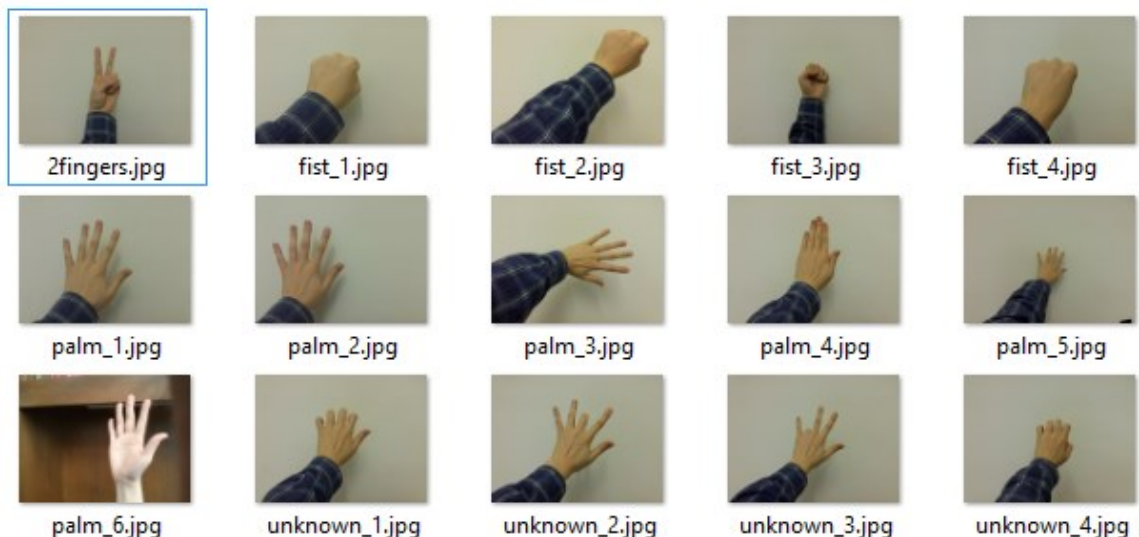 2fingers.jpg
fist_1.jpg
fist_2.jpg
fist_3.jpg
fist_4.jpg
palm_1.jpg
palm_2.jpg
palm_3.jpg
palm_4.jpg
palm_5.jpg
palm_6.jpg
unknown_1.jpg
unknown_2.jpg
unknown_3.jpg
unknown_4.jpg